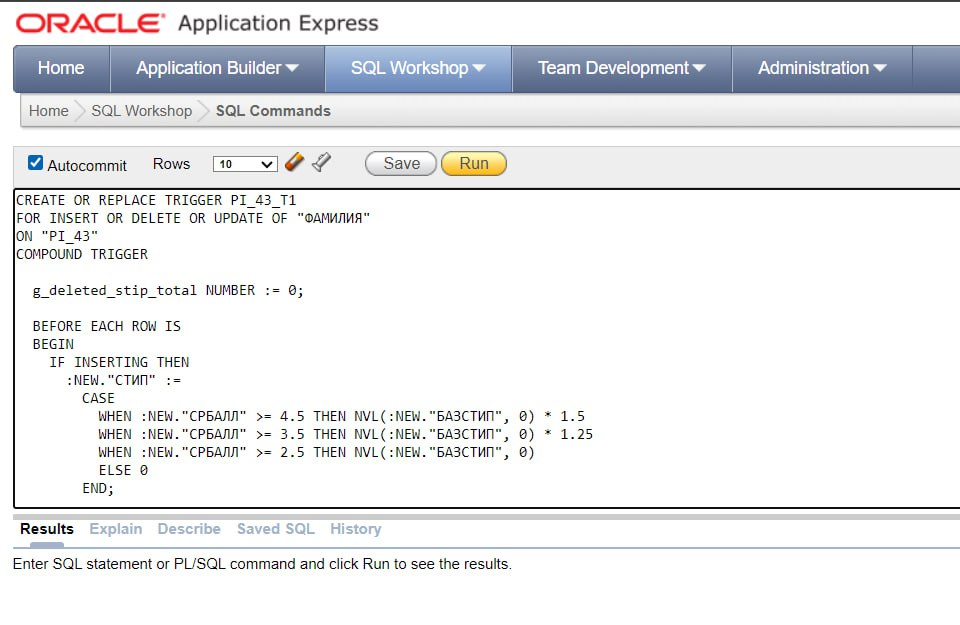 ORACLE® Application Express
Home Application Builder SQL Workshop Team Development Administration
Home SQL Workshop SQL Commands
Autocommit Rows 10 Save Run
CREATE OR REPLACE TRIGGER PI_43_T1
FOR INSERT OR DELETE OR UPDATE OF "ФАМИЛИЯ"
ON "PI_43"
COMPOUND TRIGGER
g_deleted_stip_total NUMBER := 0;
BEFORE EACH ROW IS
BEGIN
IF INSERTING THEN
:NEW."СТИП" :=
CASE
WHEN :NEW."СРБАЛЛ" >= 4.5 THEN NVL(:NEW."БАЗСТИП", 0) * 1.5
WHEN :NEW."СРБАЛЛ" >= 3.5 THEN NVL(:NEW."БАЗСТИП", 0) * 1.25
WHEN :NEW."СРБАЛЛ" >= 2.5 THEN NVL(:NEW."БАЗСТИП", 0)
ELSE 0
END;
Results Explain Describe Saved SQL History
Enter SQL statement or PL/SQL command and click Run to see the results.